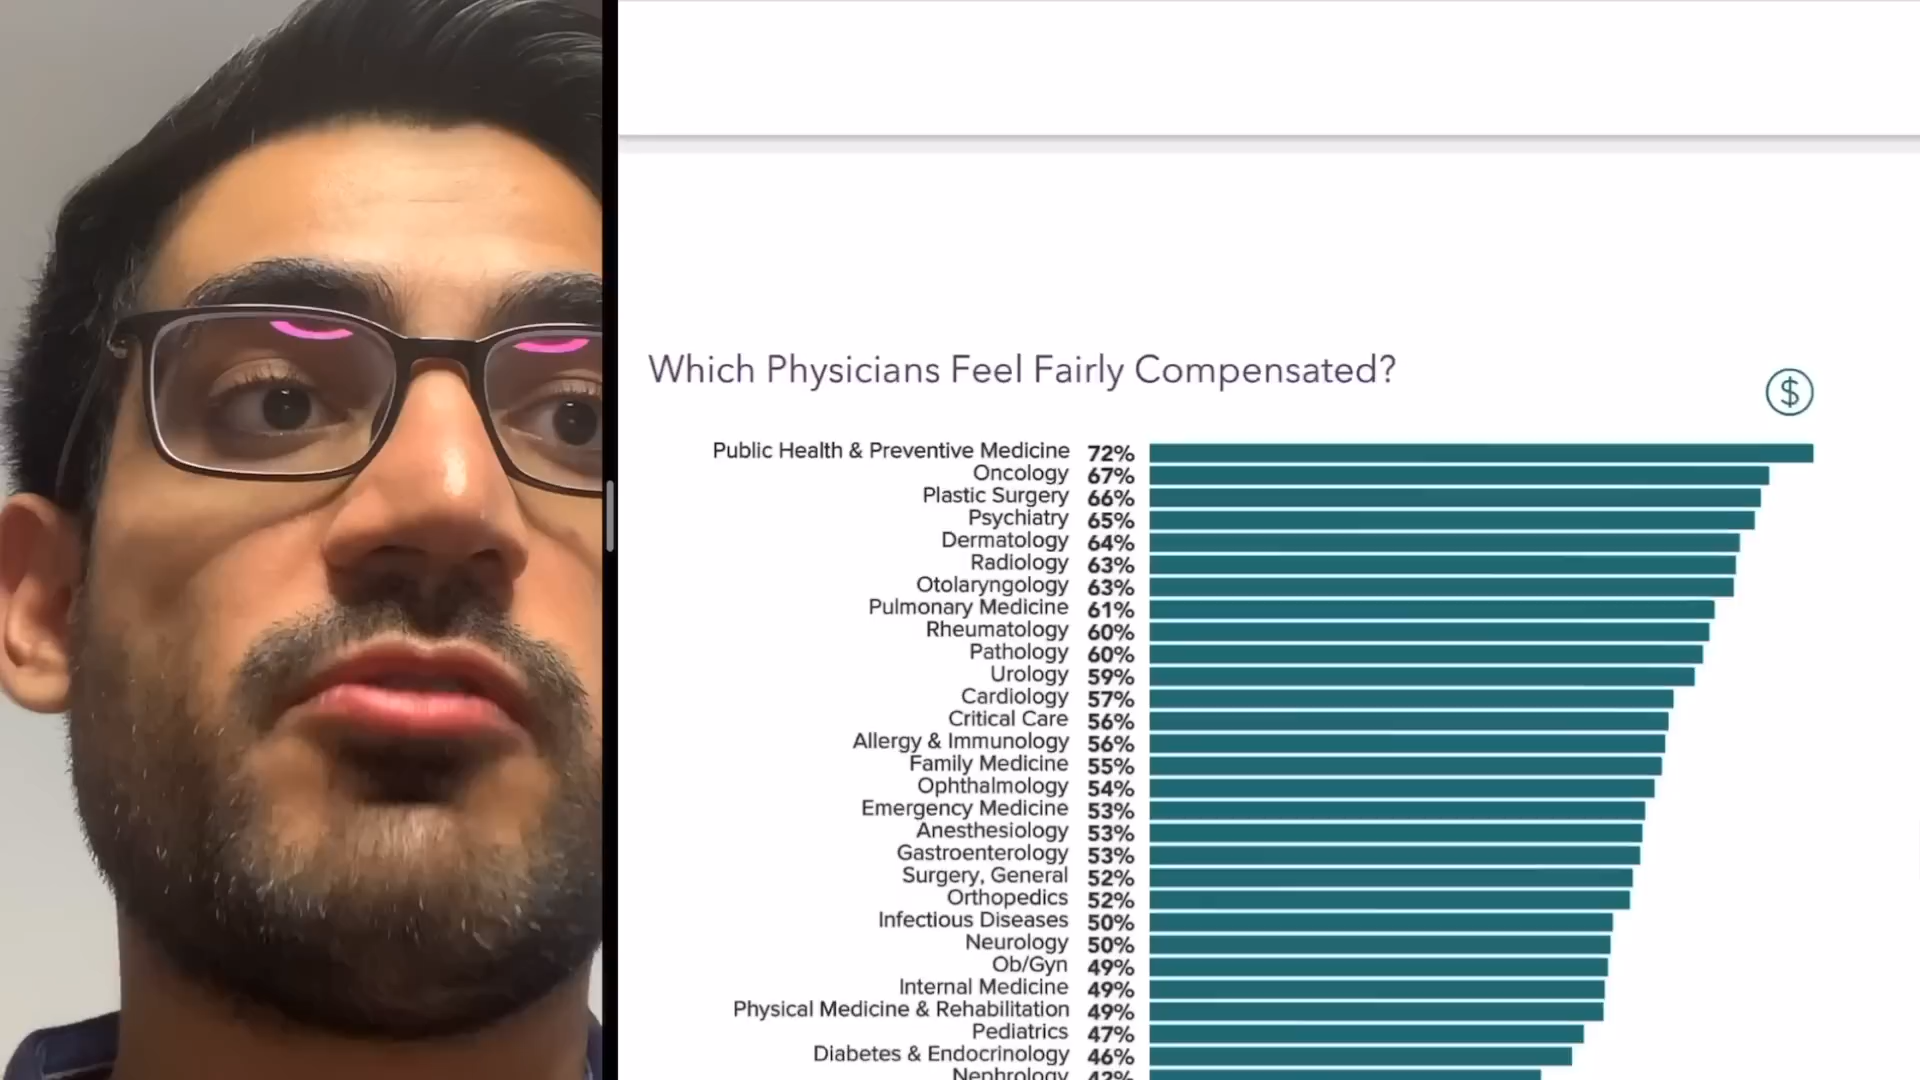 Which Physicians Feel Fairly Compensated?
$
Public Health & Preventive Medicine 72%
Oncology 67%
Plastic Surgery 66%
Psychiatry 65%
Dermatology 64%
Radiology 63%
Otolaryngology 63%
Pulmonary Medicine 61%
Rheumatology 60%
Pathology 60%
Urology 59%
Cardiology 57%
Critical Care 56%
Allergy & Immunology 56%
Family Medicine 55%
Ophthalmology 54%
Emergency Medicine 53%
Anesthesiology 53%
Gastroenterology 53%
Surgery, General 52%
Orthopedics 52%
Infectious Diseases 50%
Neurology 50%
Ob/Gyn 49%
Internal Medicine 49%
Physical Medicine & Rehabilitation 49%
Pediatrics 47%
Diabetes & Endocrinology 46%
Nephrology 42%